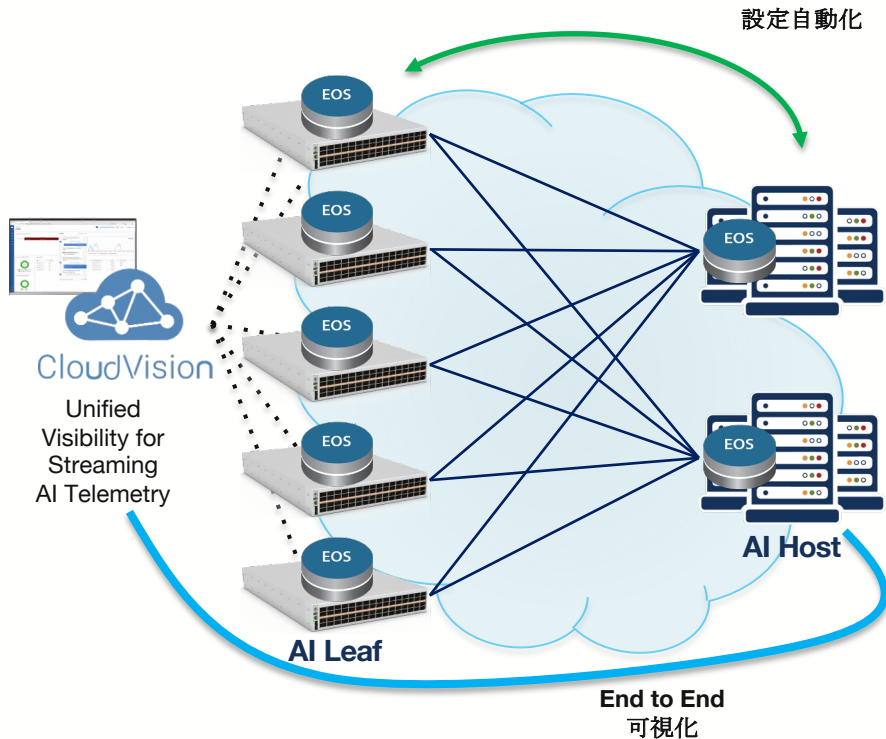 設定自動化
EOS
EOS
EOS
EOS
EOS
EOS
EOS
CloudVision
Unified
Visibility for
Streaming
AI Telemetry
AI Leaf
AI Host
End to End
可視化